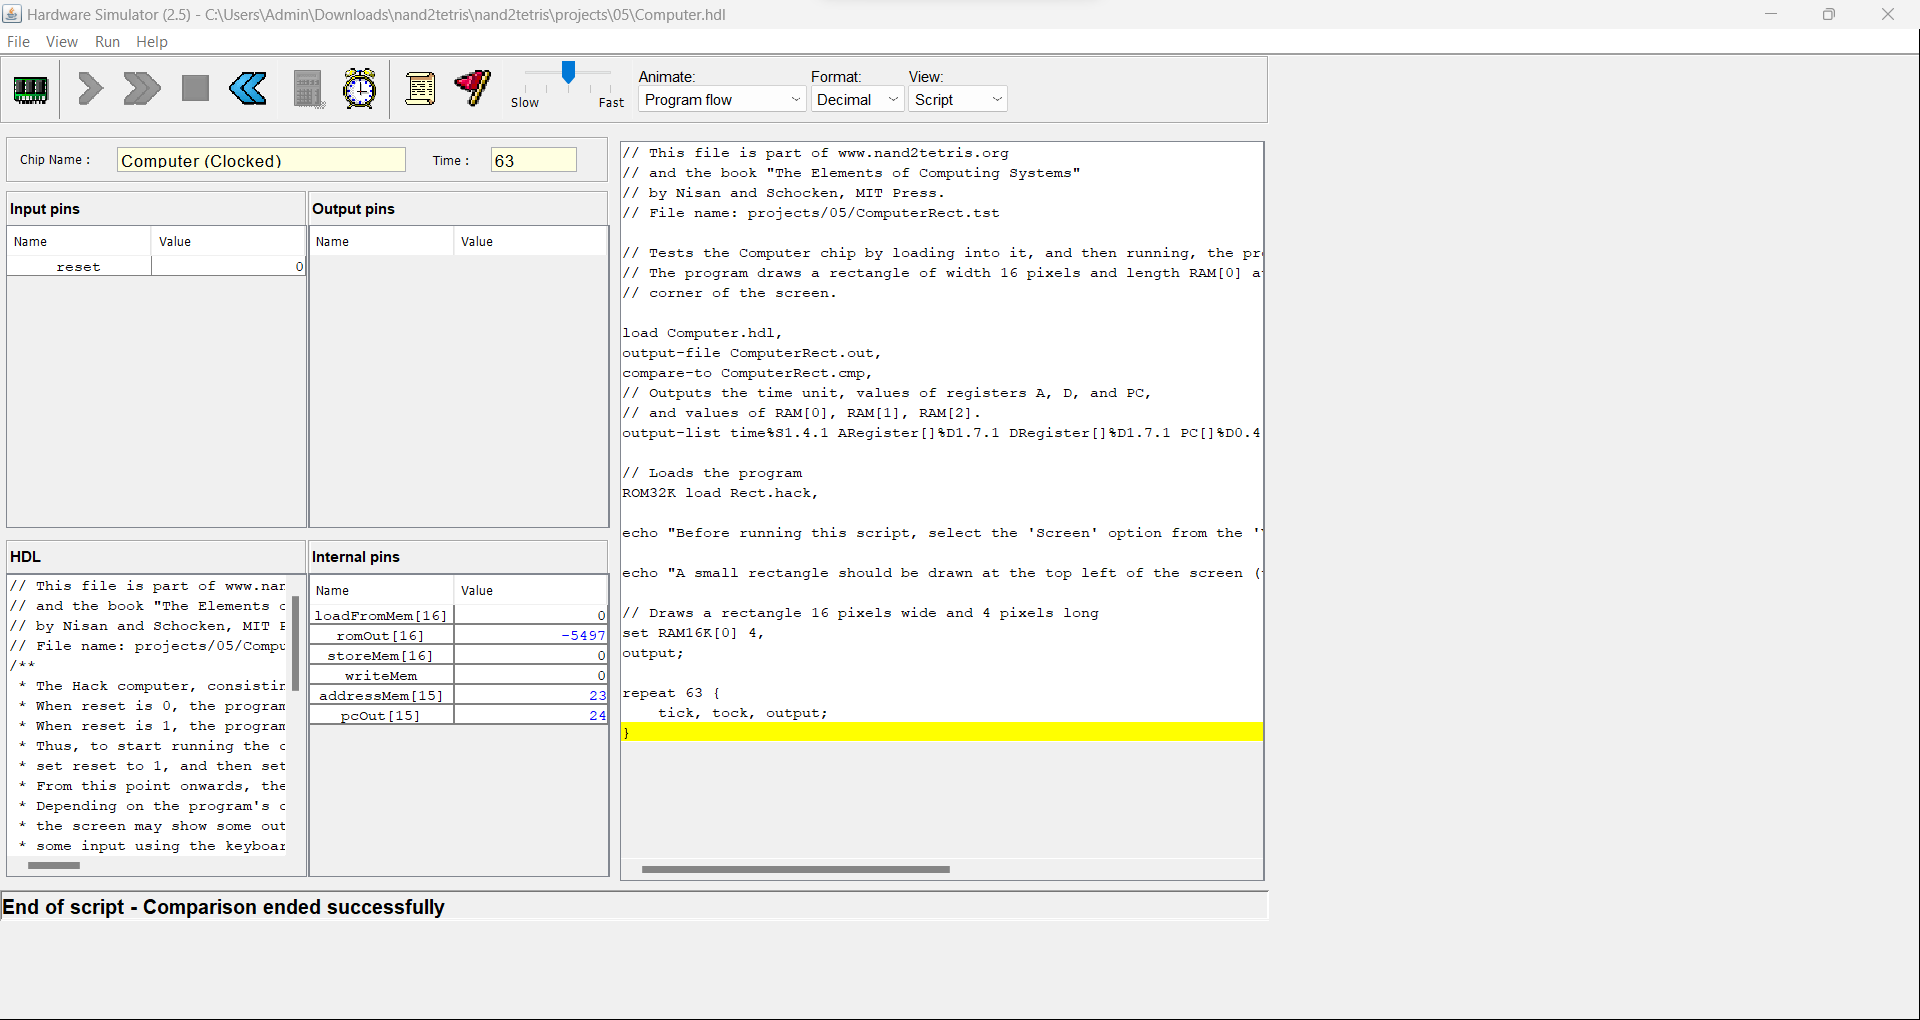 Hardware Simulator (2.5) - C:\Users\Admin\Downloads\nand2tetris\nand2tetris\projects\05\Computer.hdl
File View Run Help
Slow Fast
Animate: Format: View:
Program flow Decimal Script
Chip Name : Computer (Clocked) Time : 63
Input pins
Name Value
reset 0
Output pins
Name Value
HDL
// This file is part of www.nan
// and the book "The Elements
// by Nisan and Schocken, MIT
// File name: projects/05/Compu
/**
* The Hack computer, consistin
* When reset is 0, the program
* When reset is 1, the program
* Thus, to start running the
* set reset to 1, and then set
* From this point onwards, the
* Depending on the program's
* the screen may show some out
* some input using the keyboar
Internal pins
Name Value
loadFromMem[16] 0
romOut[16] -5497
storeMem[16] 0
writeMem 0
addressMem[15] 23
pcOut[15] 24
// This file is part of www.nand2tetris.org
// and the book "The Elements of Computing Systems"
// by Nisan and Schocken, MIT Press.
// File name: projects/05/ComputerRect.tst
// Tests the Computer chip by loading into it, and then running, the pr
// The program draws a rectangle of width 16 pixels and length RAM[0] a
// corner of the screen.
load Computer.hdl,
output-file ComputerRect.out,
compare-to ComputerRect.cmp,
// Outputs the time unit, values of registers A, D, and PC,
// and values of RAM[0], RAM[1], RAM[2].
output-list time%S1.4.1 ARegister[]%D1.7.1 DRegister[]%D1.7.1 PC[]%D0.4
// Loads the program
ROM32K load Rect.hack,
echo "Before running this script, select the 'Screen' option from the '
echo "A small rectangle should be drawn at the top left of the screen (
// Draws a rectangle 16 pixels wide and 4 pixels long
set RAM16K[0] 4,
output;
repeat 63 {
tick, tock, output;
}
End of script - Comparison ended successfully